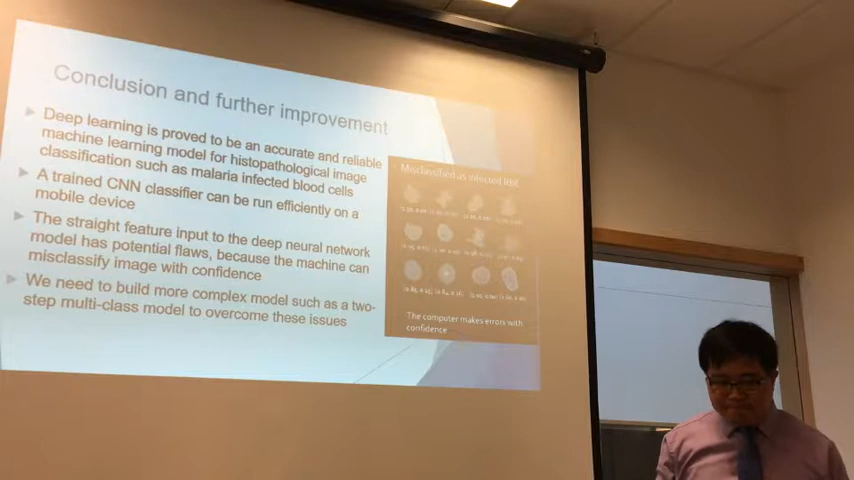 Conclusion and further improvement
Deep learning is proved to be an accurate and reliable
machine learning model for histopathological image
classification such as malaria infected blood cells
A trained CNN classifier can be run efficiently on a
mobile device
The straight feature input to the deep neural network
model has potential flaws, because the machine can
misclassify image with confidence
We need to build more complex model such as a two-
step multi-class model to overcome these issues
Misclassified as infected RBC
The computer makes errors with
confidence